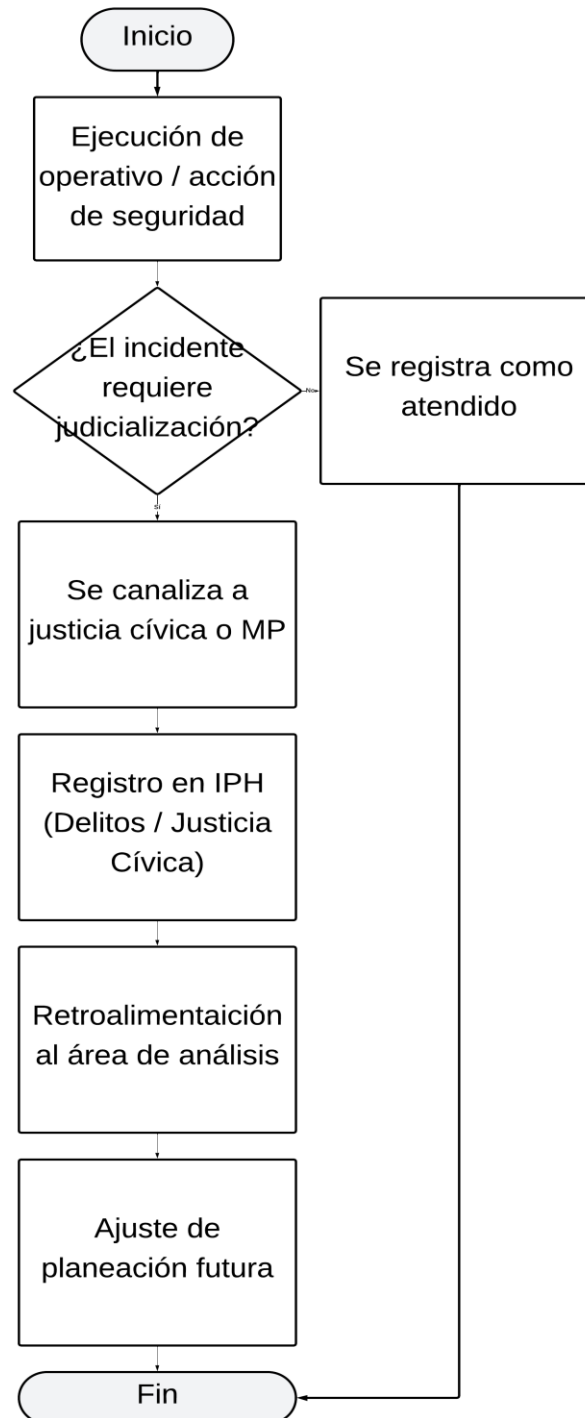 Inicio
Ejecución de
operativo / acción
de seguridad
¿El incidente
requiere
judicialización?
No
Se registra como
atendido
Sí
Se canaliza a
justicia cívica o MP
Registro en IPH
(Delitos / Justicia
Cívica)
Retroalimentaición
al área de análisis
Ajuste de
planeación futura
Fin